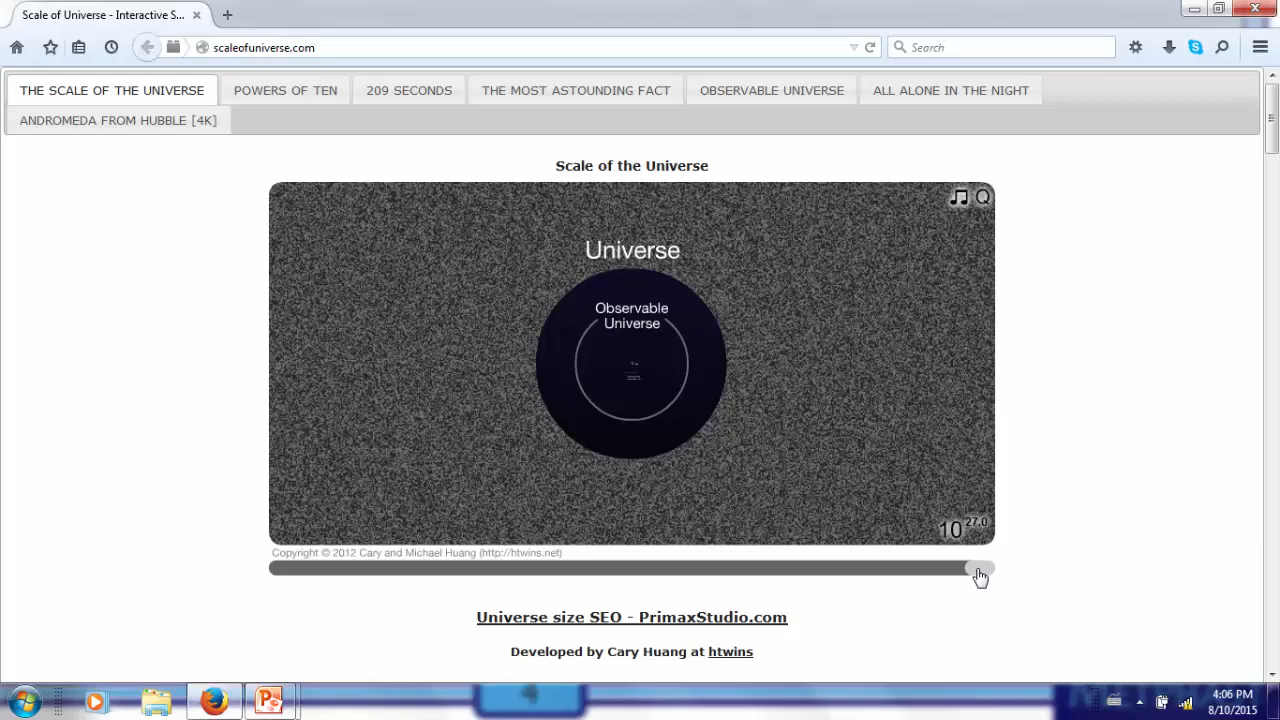 Scale of Universe - Interactive S...
scaleofuniverse.com
Search
THE SCALE OF THE UNIVERSE
POWERS OF TEN
209 SECONDS
THE MOST ASTOUNDING FACT
OBSERVABLE UNIVERSE
ALL ALONE IN THE NIGHT
ANDROMEDA FROM HUBBLE [4K]
Scale of the Universe
Q
Universe
Observable
Universe
10 27.0
Copyright © 2012 Cary and Michael Huang (http://htwins.net)
Universe size SEO - PrimaxStudio.com
Developed by Cary Huang at htwins
4:06 PM
8/10/2015